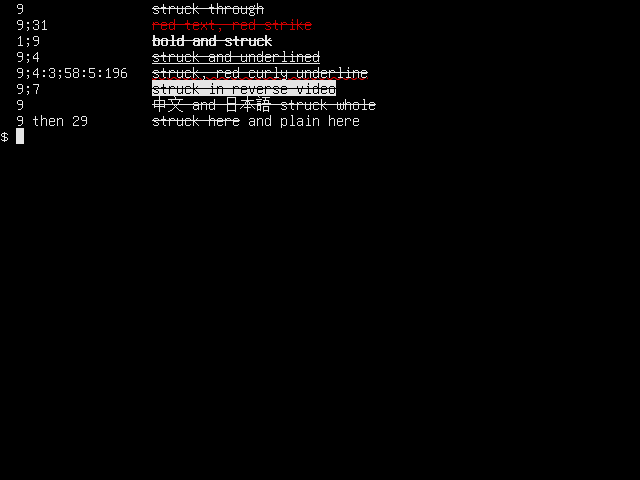 9 struck through
9;31 red text, red strike
1;9 bold and struck
9;4 struck and underlined
9;4:3;58:5:196 struck, red curly underline
9;7 struck in reverse video
9 中文 and 日本語 struck whole
9 then 29 struck here and plain here
$